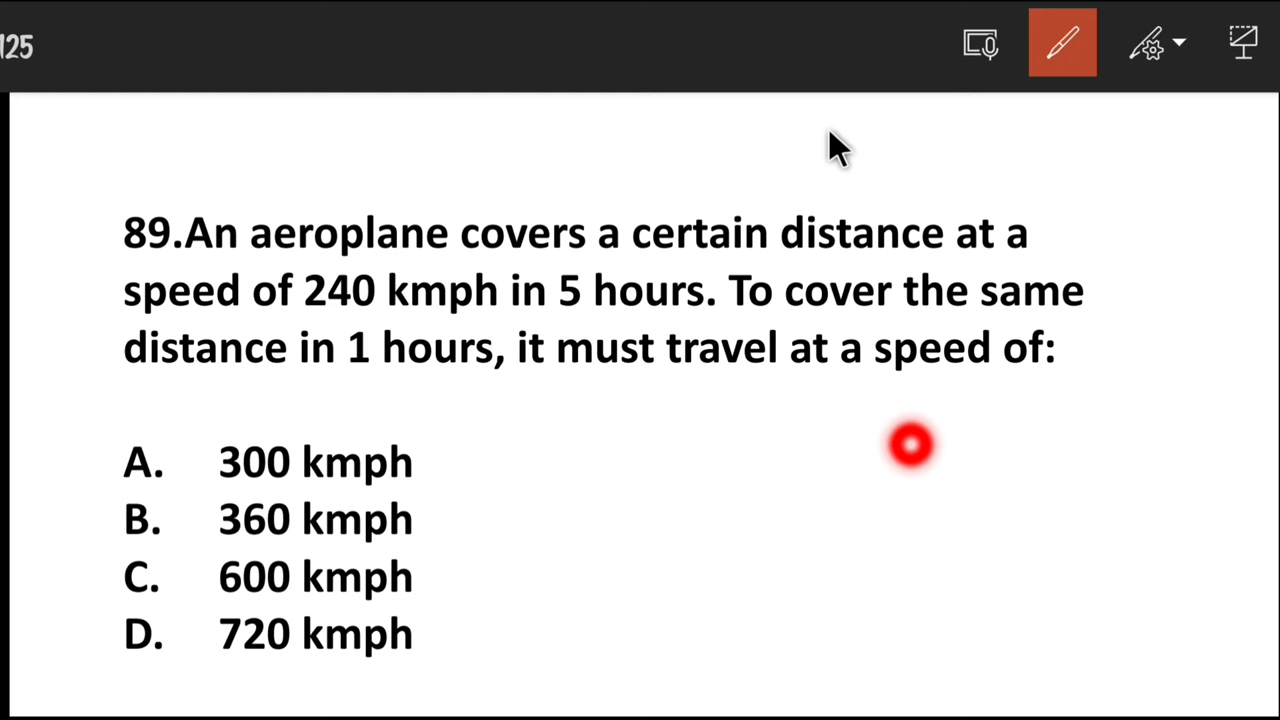 125
89.An aeroplane covers a certain distance at a
speed of 240 kmph in 5 hours. To cover the same
distance in 1 hours, it must travel at a speed of:
A. 300 kmph
B. 360 kmph
C. 600 kmph
D. 720 kmph